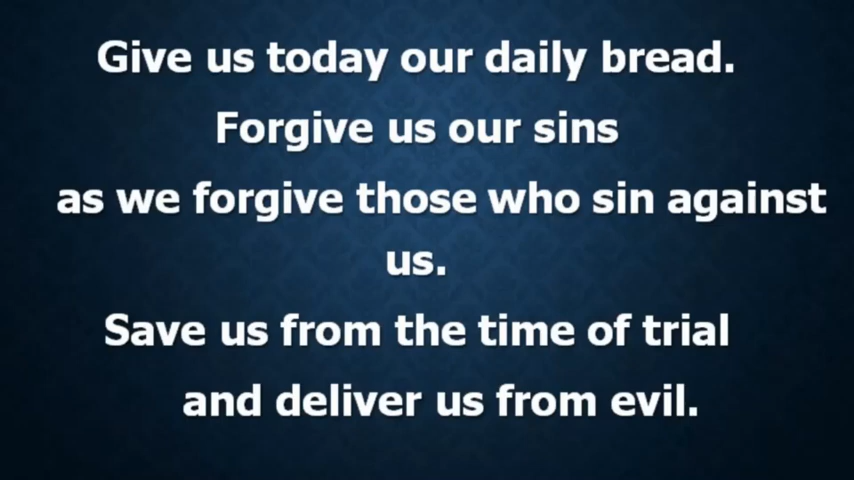 Give us today our daily bread.
Forgive us our sins
as we forgive those who sin against
us.
Save us from the time of trial
and deliver us from evil.